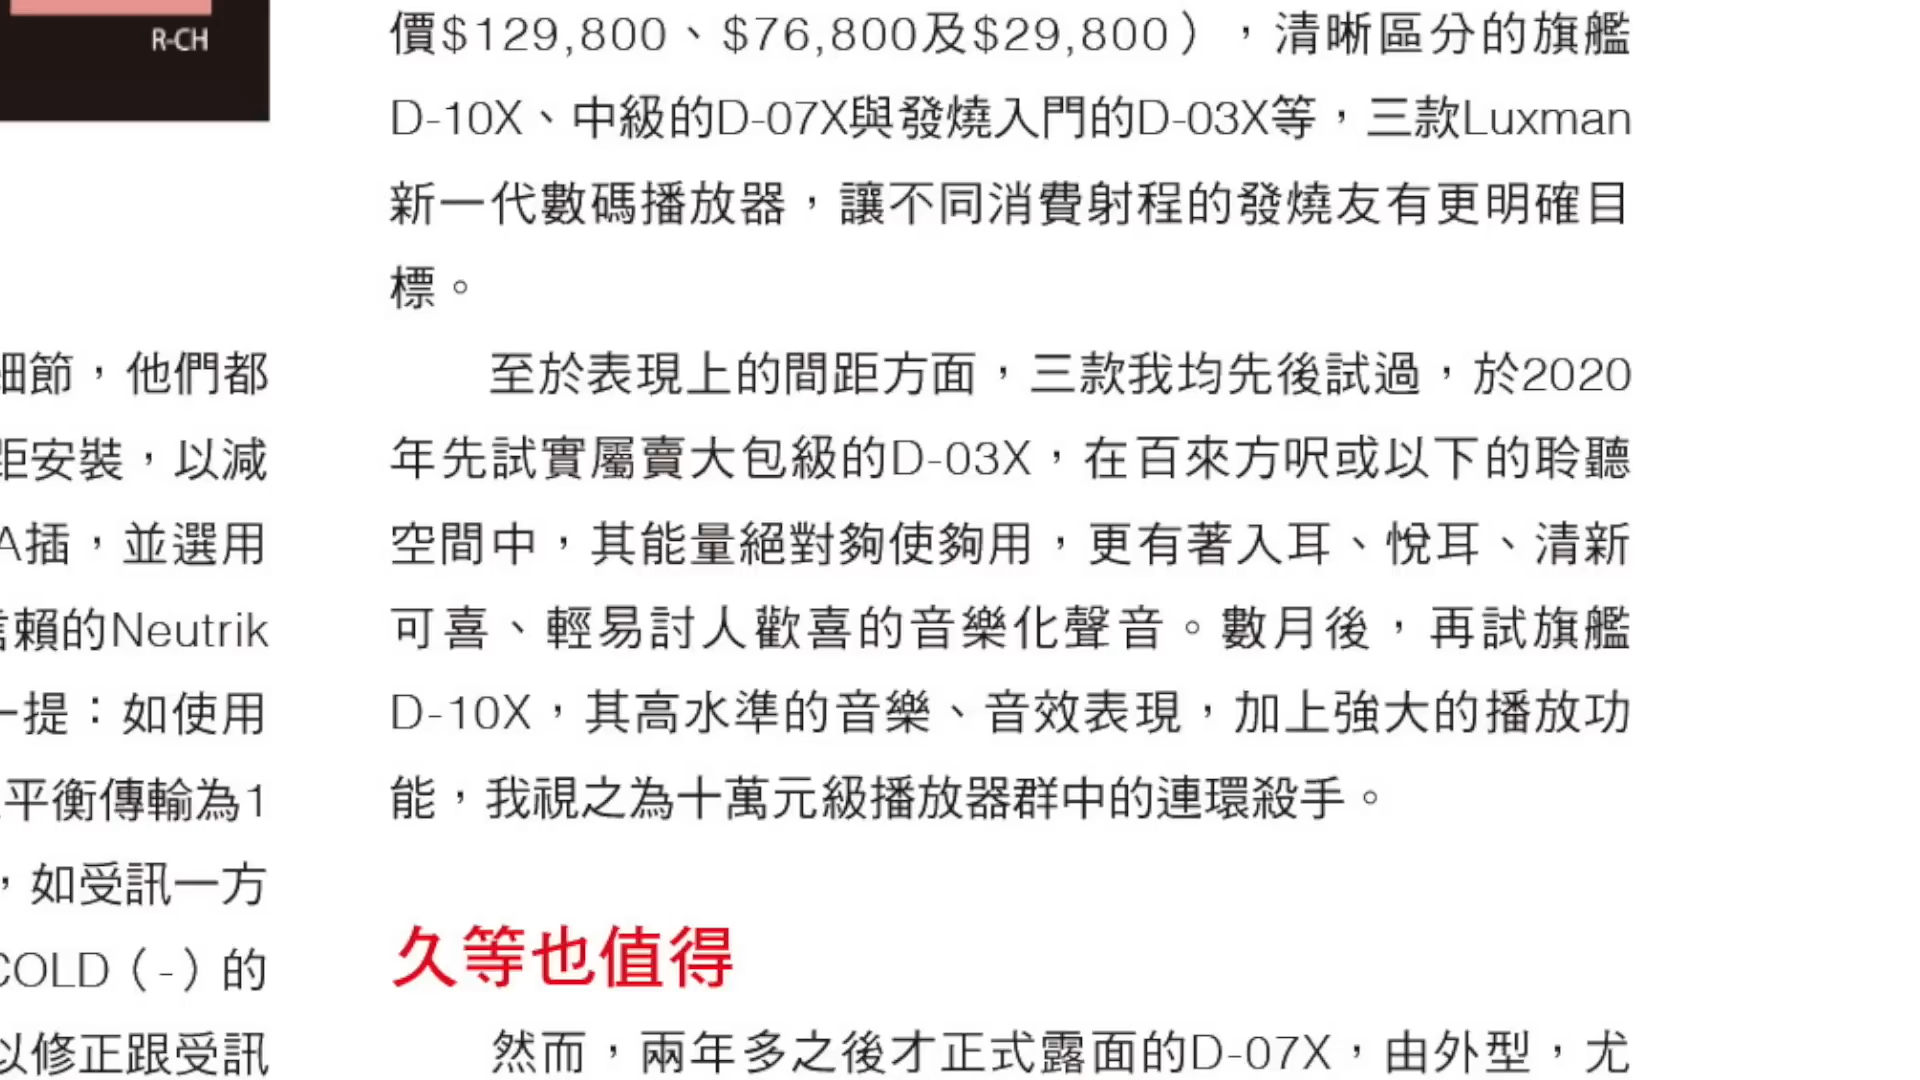 R-CH
細節，他們都
距安裝，以減
A插，並選用
信賴的Neutrik
一提：如使用
平衡傳輸為1
，如受訊一方
COLD（-）的
以修正跟受訊
價$129,800、$76,800及$29,800），清晰區分的旗艦
D-10X、中級的D-07X與發燒入門的D-03X等，三款Luxman
新一代數碼播放器，讓不同消費射程的發燒友有更明確目
標。
至於表現上的間距方面，三款我均先後試過，於2020
年先試實屬賣大包級的D-03X，在百來方呎或以下的聆聽
空間中，其能量絕對夠使夠用，更有著入耳、悅耳、清新
可喜、輕易討人歡喜的音樂化聲音。數月後，再試旗艦
D-10X，其高水準的音樂、音效表現，加上強大的播放功
能，我視之為十萬元級播放器群中的連環殺手。
久等也值得
然而，兩年多之後才正式露面的D-07X，由外型，尤